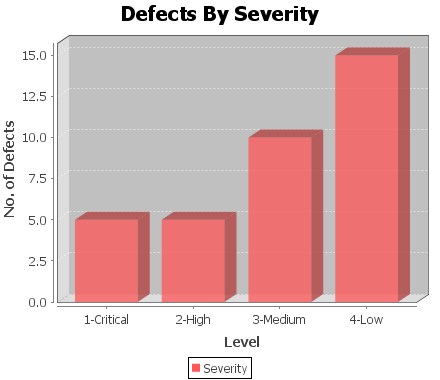 Defects By Severity
15.0
12.5
10.0
7.5
5.0
2.5
0.0
No. of Defects
1-Critical 2-High 3-Medium 4-Low
Level
Severity